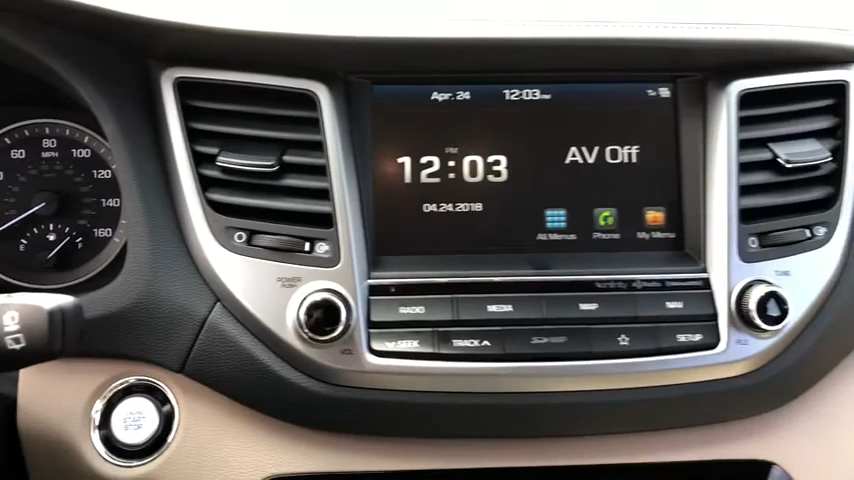 Apr. 24 12:03 PM
PM
12:03
AV Off
04.24.2018
All Menus Phone My Menu
60 80 100 120 140 160
MPH
E F
POWER
PUSH
VOL
TUNE
FILE
RADIO MEDIA MAP NAV
SEEK TRACK SETUP
ENGINE
START
STOP